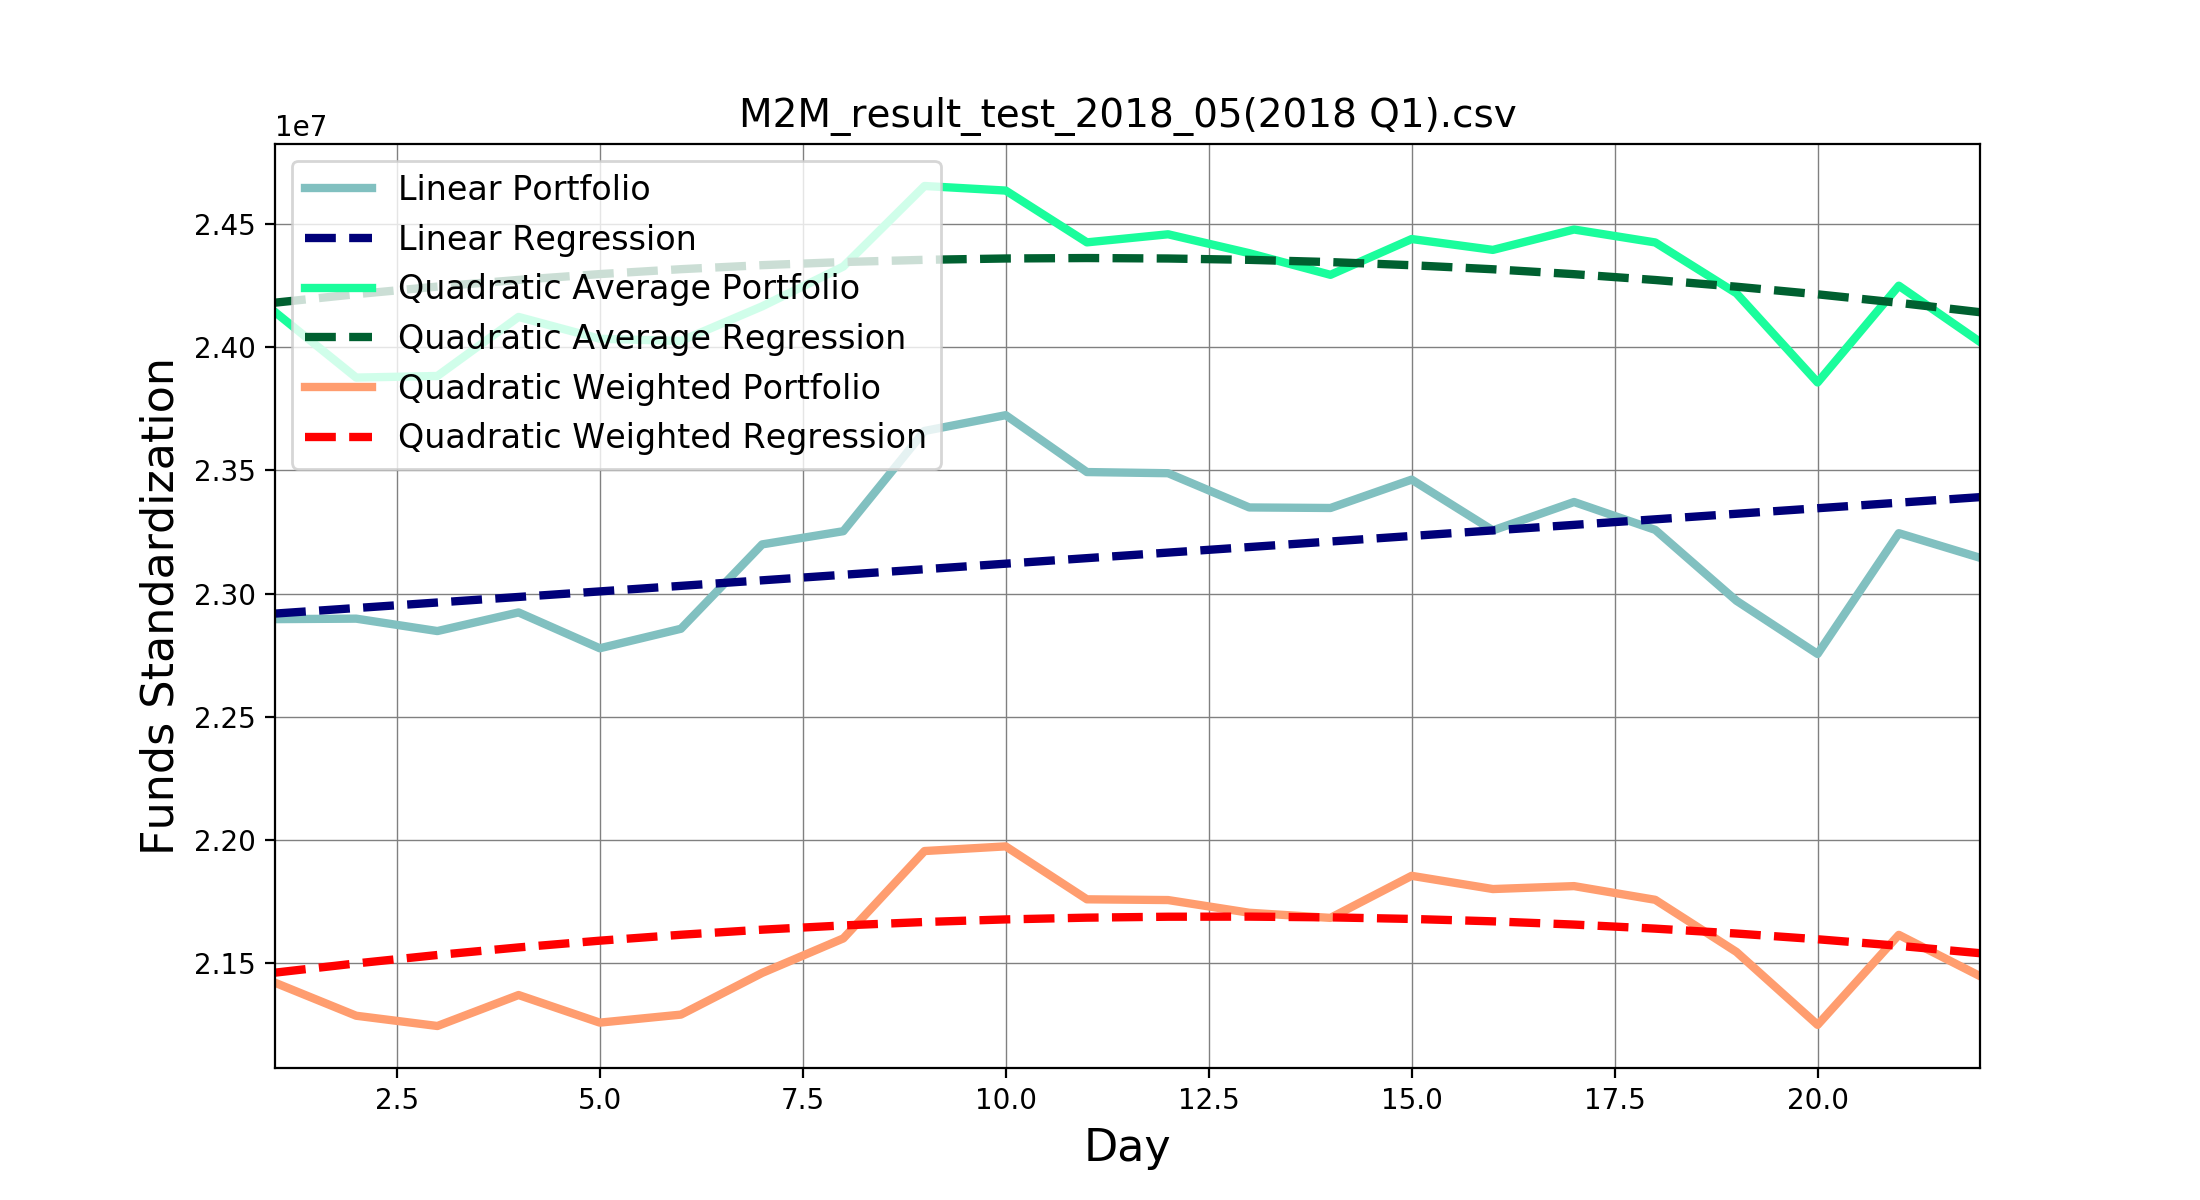 M2M_result_test_2018_05(2018 Q1).csv
1e7
Linear Portfolio
Linear Regression
Quadratic Average Portfolio
Quadratic Average Regression
Quadratic Weighted Portfolio
Quadratic Weighted Regression
2.45
2.40
2.35
2.30
2.25
2.20
2.15
Funds Standardization
2.5 5.0 7.5 10.0 12.5 15.0 17.5 20.0
Day